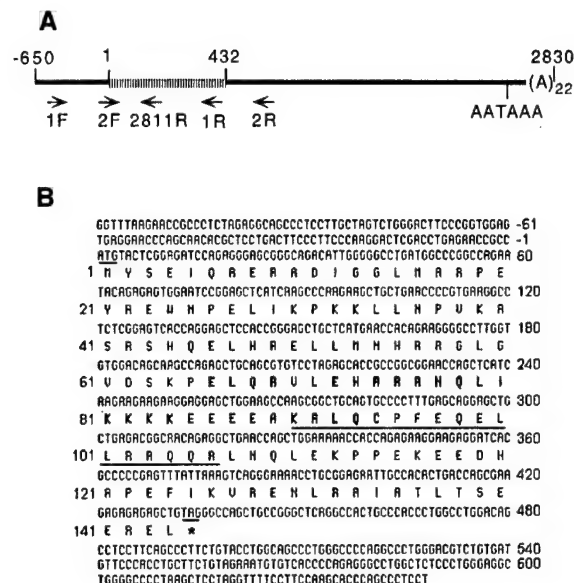 A
-650
1
432
2830
(A)22
AATAAA
1F
2F
2811R
1R
2R
B
GGTTTAAGAACCGCCCTCTAGAGGCAGCCCTCCTTGCTAGTCTGGGACTTCCCGGTGGAG -61
TGAGGAACCCAGCAACACGCTCCTGACTTCCCTTCCCAAGGACTCGACCTGAGAACCGCC -1
ATGTACTCGGAGATCCAGAGGGAGCGGGCAGACATTGGGGGCCTGATGGCCCGGCCAGAA 60
1 M Y S E I Q R E R A D I G G L M A R P E
TACAGAGAGTGGAATCCGGAGCTCATCAAGCCCAAGAAGCTGCTGAACCCCGTGAAGGCC 120
21 Y R E W N P E L I K P K K L L N P V K A
TCTCGGAGTCACCAGGAGCTCCACCGGGAGCTGCTCATGAACCACAGAAGGGGCCTTGGT 180
41 S R S H Q E L H R E L L M N H R R G L G
GTGGACAGCAAGCCAGAGCTGCAGCGTGTCCTAGAGCACCGCCGGCGGAACCAGCTCATC 240
61 V D S K P E L Q R V L E H R R R N Q L I
AAGAAGAAGAAGGAGGAGCTGGAAGCCAAGCGGCTGCAGTGCCCCTTTGAGCAGGAGCTG 300
81 K K K K E E L E A K R L Q C P F E Q E L
CTGAGACGGCAACAGAGGCTGAACCAGCTGGAAAAACCACCAGAGAAGGAAGAGGATCAC 360
101 L R R Q Q R L N Q L E K P P E K E E D H
GCCCCCGAGTTTATTAAAGTCAGGGAAAACCTGCGGAGAATTGCCACACTGACCAGCGAA 420
121 A P E F I K V R E N L R R I A T L T S E
GAGAGAGAGCTGTAGGGCCAGCTGCCGGGCTCAGGCCACTGCCCACCCTGGCCTGGACAG 480
141 E R E L *
CCTCCTTCAGCCCTTCTGTACCTGGCAGCCCTGGGCCCCAGGCCCTGGGACGTCTGTGAT 540
GTTCCCACCTGCTTCTGTAGAAATGTGTCACCCCAGAGGGCCTGGCTCTCCCTGGGAGGC 600
TGGGGCCCCTAAGCTCCTAGGTTTTCCTTCCAAGCACCCAGCCCCTCCT